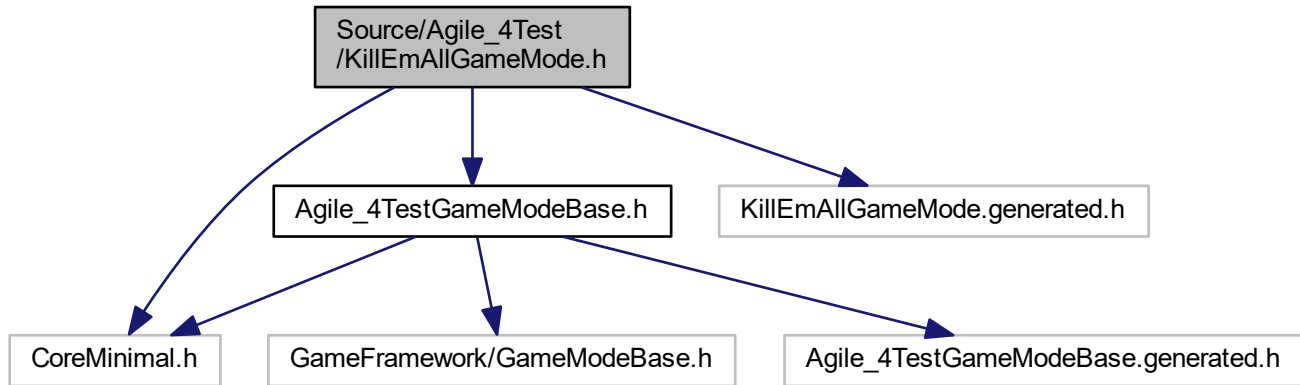 Source/Agile_4Test
/KillEmAllGameMode.h
Agile_4TestGameModeBase.h
KillEmAllGameMode.generated.h
CoreMinimal.h
GameFramework/GameModeBase.h
Agile_4TestGameModeBase.generated.h